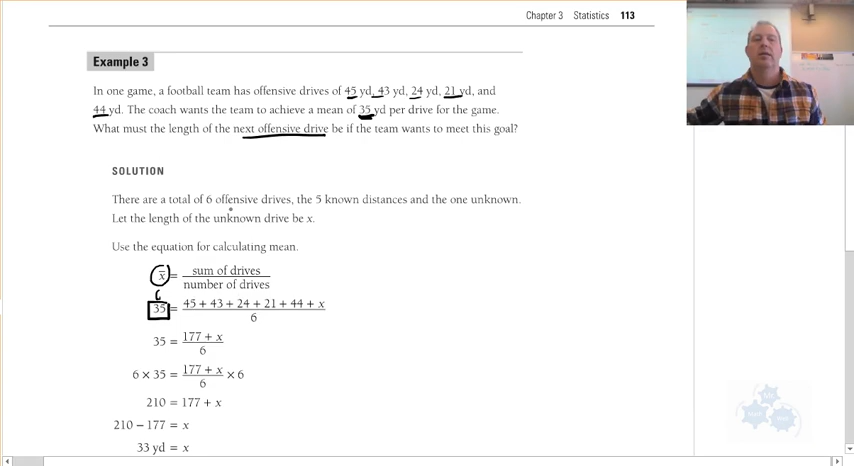 Chapter 3 Statistics 113
Example 3
In one game, a football team has offensive drives of 45 yd, 43 yd, 24 yd, 21 yd, and
44 yd. The coach wants the team to achieve a mean of 35 yd per drive for the game.
What must the length of the next offensive drive be if the team wants to meet this goal?
SOLUTION
There are a total of 6 offensive drives, the 5 known distances and the one unknown.
Let the length of the unknown drive be x.
Use the equation for calculating mean.
x̄ = sum of drives / number of drives
35 = 45 + 43 + 24 + 21 + 44 + x / 6
35 = 177 + x / 6
6 × 35 = 177 + x / 6 × 6
210 = 177 + x
210 − 177 = x
33 yd = x